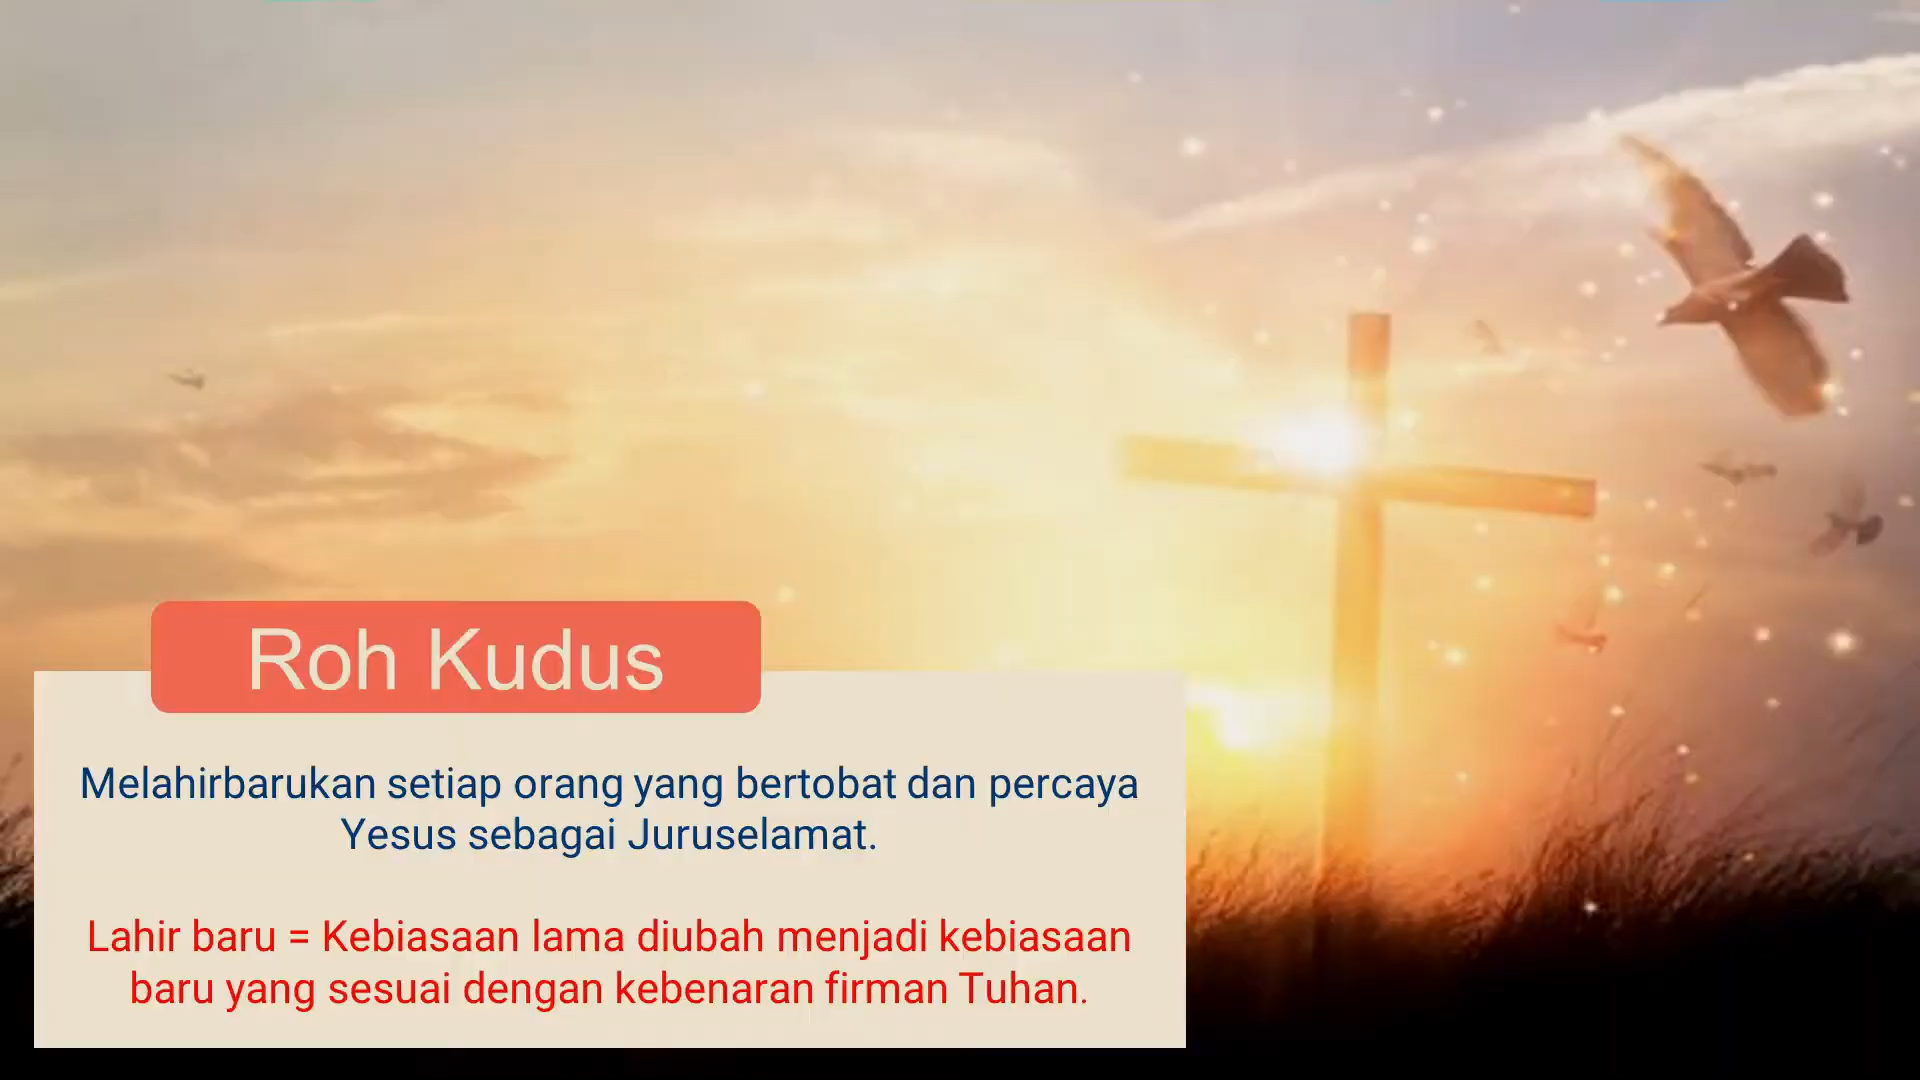 Roh Kudus
Melahirbarukan setiap orang yang bertobat dan percaya
Yesus sebagai Juruselamat.
Lahir baru = Kebiasaan lama diubah menjadi kebiasaan
baru yang sesuai dengan kebenaran firman Tuhan.